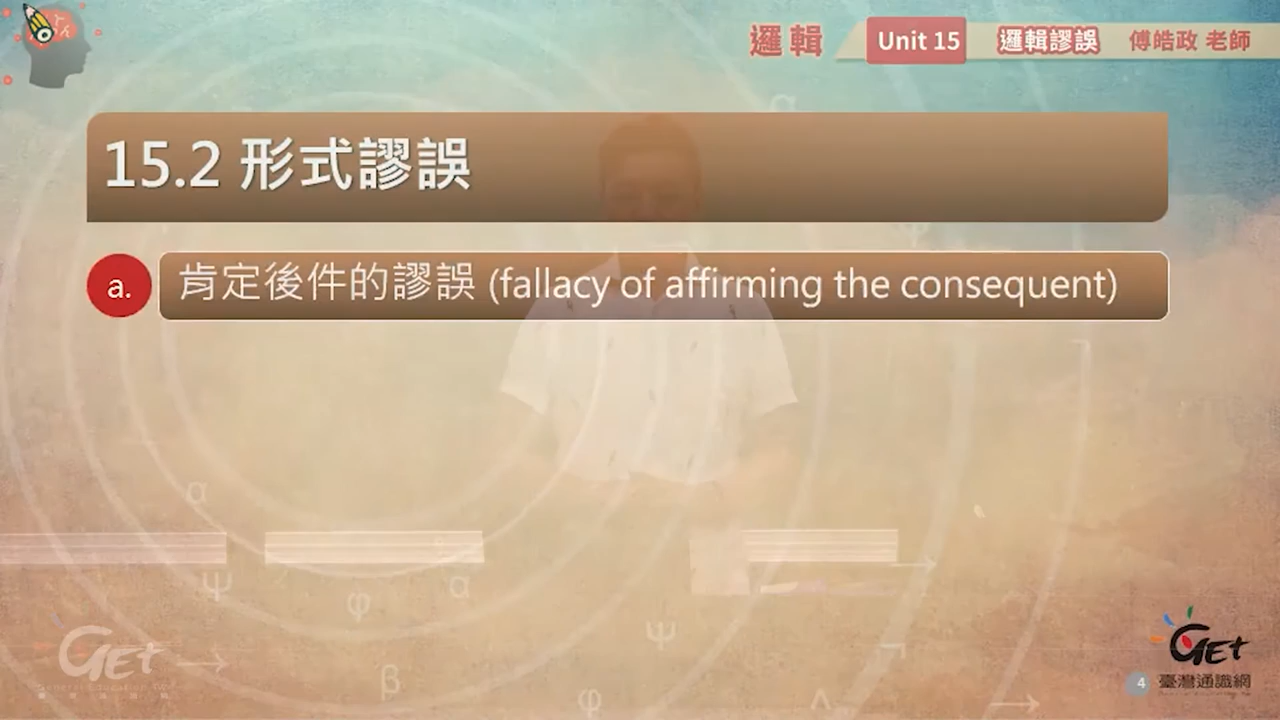 邏輯 Unit 15 邏輯謬誤 傅皓政 老師
15.2 形式謬誤
a. 肯定後件的謬誤 (fallacy of affirming the consequent)
α
α
Ψ φ α
Ψ
β
φ
GET
GET
4 臺灣通識網